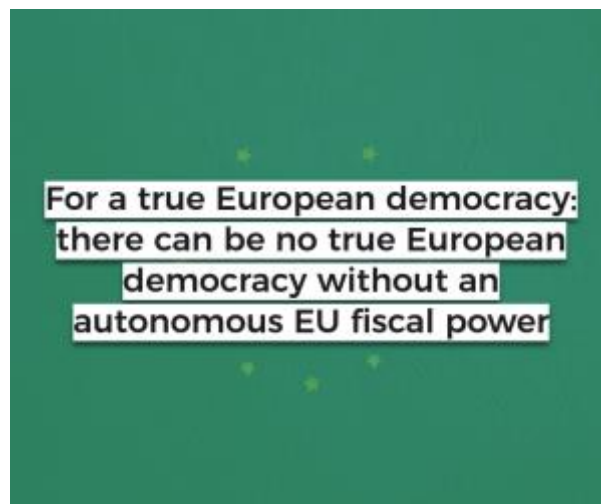 For a true European democracy:
there can be no true European
democracy without an
autonomous EU fiscal power